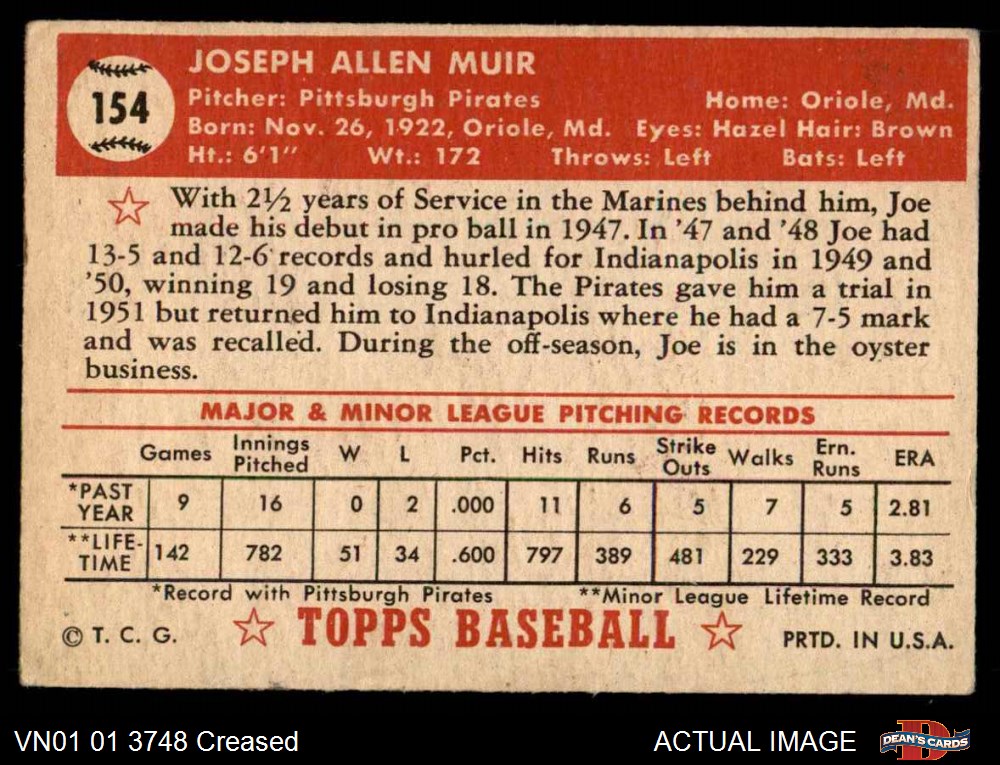 JOSEPH ALLEN MUIR
154
Pitcher: Pittsburgh Pirates Home: Oriole, Md.
Born: Nov. 26, 1922, Oriole, Md. Eyes: Hazel Hair: Brown
Ht.: 6'1" Wt.: 172 Throws: Left Bats: Left
With 2½ years of Service in the Marines behind him, Joe
made his debut in pro ball in 1947. In '47 and '48 Joe had
13-5 and 12-6 records and hurled for Indianapolis in 1949 and
'50, winning 19 and losing 18. The Pirates gave him a trial in
1951 but returned him to Indianapolis where he had a 7-5 mark
and was recalled. During the off-season, Joe is in the oyster
business.
MAJOR & MINOR LEAGUE PITCHING RECORDS
Games Innings Pitched W L Pct. Hits Runs Strike Outs Walks Ern. Runs ERA
*PAST YEAR 9 16 0 2 .000 11 6 5 7 5 2.81
**LIFE-TIME 142 782 51 34 .600 797 389 481 229 333 3.83
*Record with Pittsburgh Pirates **Minor League Lifetime Record
© T. C. G. TOPPS BASEBALL PRTD. IN U.S.A.
VN01 01 3748 Creased ACTUAL IMAGE D DEAN'S CARDS